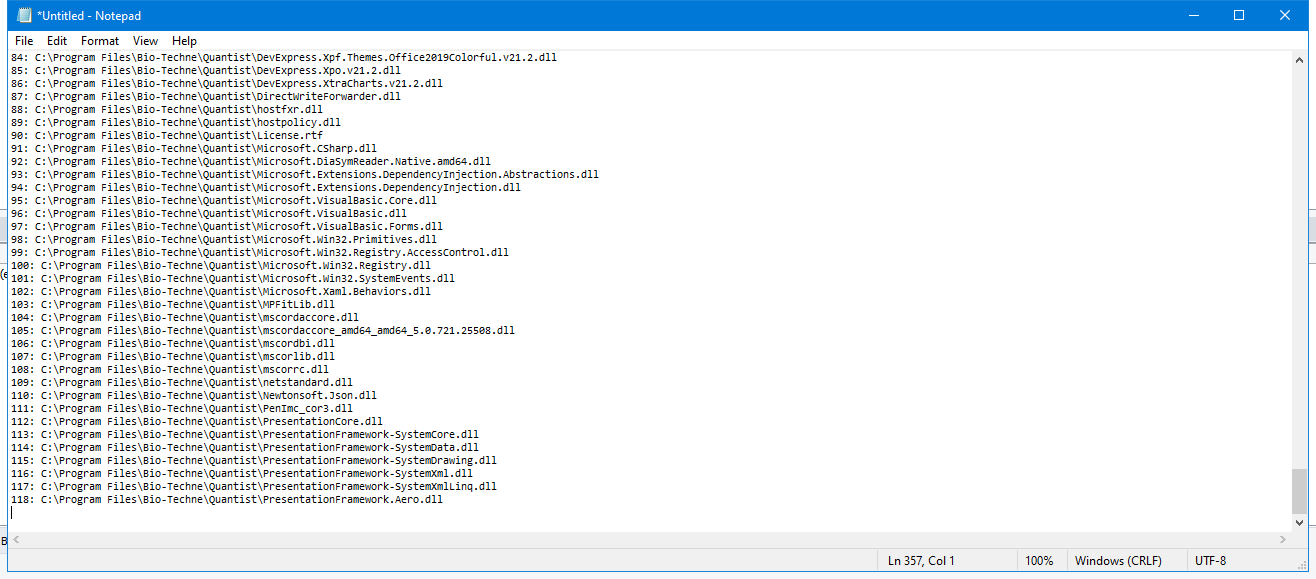 *Untitled - Notepad
File Edit Format View Help
84: C:\Program Files\Bio-Techne\Quantist\DevExpress.Xpf.Themes.Office2019Colorful.v21.2.dll
85: C:\Program Files\Bio-Techne\Quantist\DevExpress.Xpo.v21.2.dll
86: C:\Program Files\Bio-Techne\Quantist\DevExpress.XtraCharts.v21.2.dll
87: C:\Program Files\Bio-Techne\Quantist\DirectWriteForwarder.dll
88: C:\Program Files\Bio-Techne\Quantist\hostfxr.dll
89: C:\Program Files\Bio-Techne\Quantist\hostpolicy.dll
90: C:\Program Files\Bio-Techne\Quantist\License.rtf
91: C:\Program Files\Bio-Techne\Quantist\Microsoft.CSharp.dll
92: C:\Program Files\Bio-Techne\Quantist\Microsoft.DiaSymReader.Native.amd64.dll
93: C:\Program Files\Bio-Techne\Quantist\Microsoft.Extensions.DependencyInjection.Abstractions.dll
94: C:\Program Files\Bio-Techne\Quantist\Microsoft.Extensions.DependencyInjection.dll
95: C:\Program Files\Bio-Techne\Quantist\Microsoft.VisualBasic.Core.dll
96: C:\Program Files\Bio-Techne\Quantist\Microsoft.VisualBasic.dll
97: C:\Program Files\Bio-Techne\Quantist\Microsoft.VisualBasic.Forms.dll
98: C:\Program Files\Bio-Techne\Quantist\Microsoft.Win32.Primitives.dll
99: C:\Program Files\Bio-Techne\Quantist\Microsoft.Win32.Registry.AccessControl.dll
100: C:\Program Files\Bio-Techne\Quantist\Microsoft.Win32.Registry.dll
101: C:\Program Files\Bio-Techne\Quantist\Microsoft.Win32.SystemEvents.dll
102: C:\Program Files\Bio-Techne\Quantist\Microsoft.Xaml.Behaviors.dll
103: C:\Program Files\Bio-Techne\Quantist\MPFitLib.dll
104: C:\Program Files\Bio-Techne\Quantist\mscordaccore.dll
105: C:\Program Files\Bio-Techne\Quantist\mscordaccore_amd64_amd64_5.0.721.25508.dll
106: C:\Program Files\Bio-Techne\Quantist\mscordbi.dll
107: C:\Program Files\Bio-Techne\Quantist\mscorlib.dll
108: C:\Program Files\Bio-Techne\Quantist\mscorrc.dll
109: C:\Program Files\Bio-Techne\Quantist\netstandard.dll
110: C:\Program Files\Bio-Techne\Quantist\Newtonsoft.Json.dll
111: C:\Program Files\Bio-Techne\Quantist\PenImc_cor3.dll
112: C:\Program Files\Bio-Techne\Quantist\PresentationCore.dll
113: C:\Program Files\Bio-Techne\Quantist\PresentationFramework-SystemCore.dll
114: C:\Program Files\Bio-Techne\Quantist\PresentationFramework-SystemData.dll
115: C:\Program Files\Bio-Techne\Quantist\PresentationFramework-SystemDrawing.dll
116: C:\Program Files\Bio-Techne\Quantist\PresentationFramework-SystemXml.dll
117: C:\Program Files\Bio-Techne\Quantist\PresentationFramework-SystemXmlLinq.dll
118: C:\Program Files\Bio-Techne\Quantist\PresentationFramework.Aero.dll
Ln 357, Col 1 100% Windows (CRLF) UTF-8